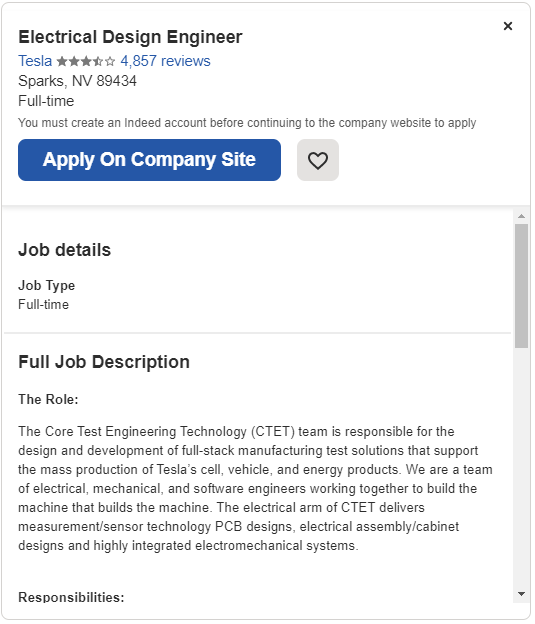 ×
Electrical Design Engineer
Tesla ★★★★☆ 4,857 reviews
Sparks, NV 89434
Full-time
You must create an Indeed account before continuing to the company website to apply
Apply On Company Site
Job details
Job Type
Full-time
Full Job Description
The Role:
The Core Test Engineering Technology (CTET) team is responsible for the
design and development of full-stack manufacturing test solutions that support
the mass production of Tesla's cell, vehicle, and energy products. We are a team
of electrical, mechanical, and software engineers working together to build the
machine that builds the machine. The electrical arm of CTET delivers
measurement/sensor technology PCB designs, electrical assembly/cabinet
designs and highly integrated electromechanical systems.
Responsibilities: